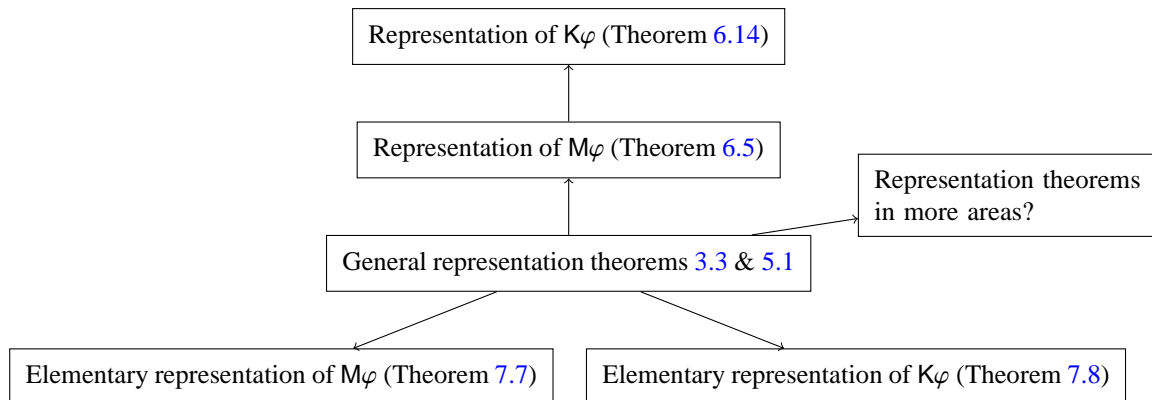 Representation of Kφ (Theorem 6.14)
Representation of Mφ (Theorem 6.5)
Representation theorems
in more areas?
General representation theorems 3.3 & 5.1
Elementary representation of Mφ (Theorem 7.7)
Elementary representation of Kφ (Theorem 7.8)